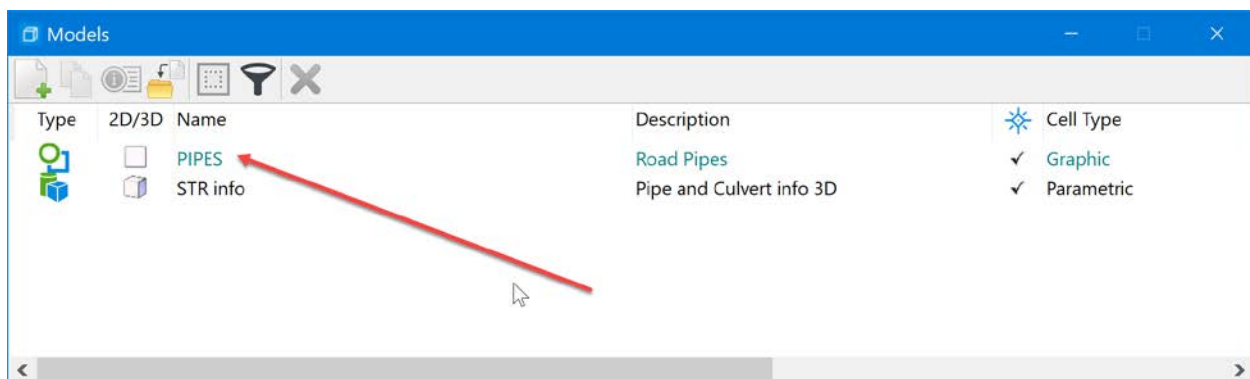 Models
Type 2D/3D Name Description Cell Type
PIPES Road Pipes Graphic
STR info Pipe and Culvert info 3D Parametric